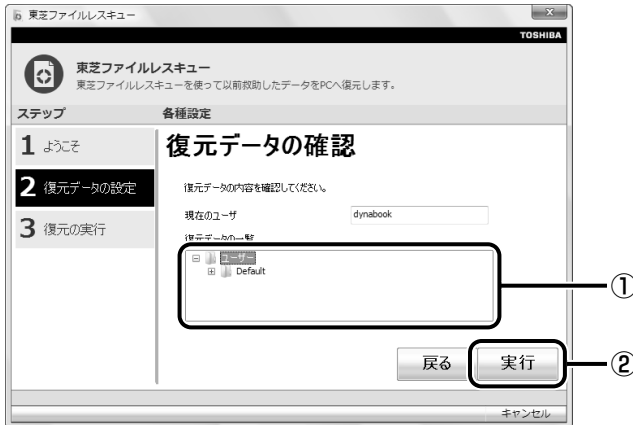 東芝ファイルレスキュー
TOSHIBA
東芝ファイルレスキュー
東芝ファイルレスキューを使って以前救助したデータをPCへ復元します。
ステップ 各種設定
1 ようこそ
2 復元データの設定
3 復元の実行
復元データの確認
復元データの内容を確認してください。
現在のユーザ dynabook
復元データの一覧
ユーザー
Default
①
戻る 実行
②
キャンセル